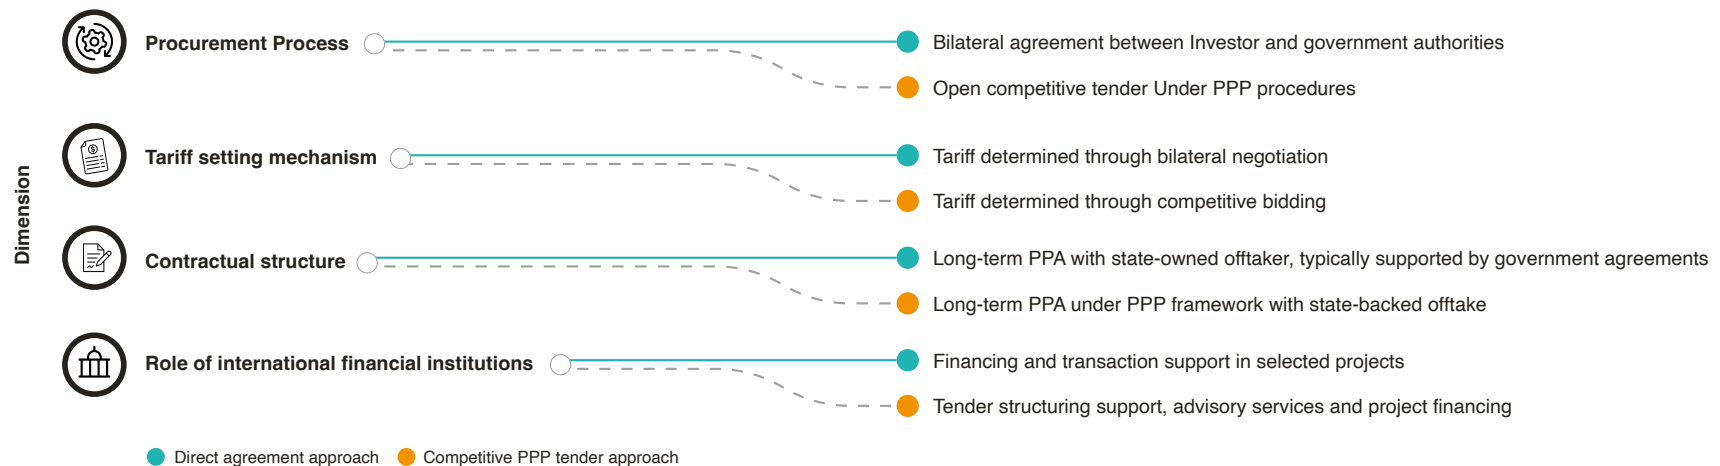 Dimension
Procurement Process
Bilateral agreement between Investor and government authorities
Open competitive tender Under PPP procedures
Tariff setting mechanism
Tariff determined through bilateral negotiation
Tariff determined through competitive bidding
Contractual structure
Long-term PPA with state-owned offtaker, typically supported by government agreements
Long-term PPA under PPP framework with state-backed offtake
Role of international financial institutions
Financing and transaction support in selected projects
Tender structuring support, advisory services and project financing
Direct agreement approach
Competitive PPP tender approach